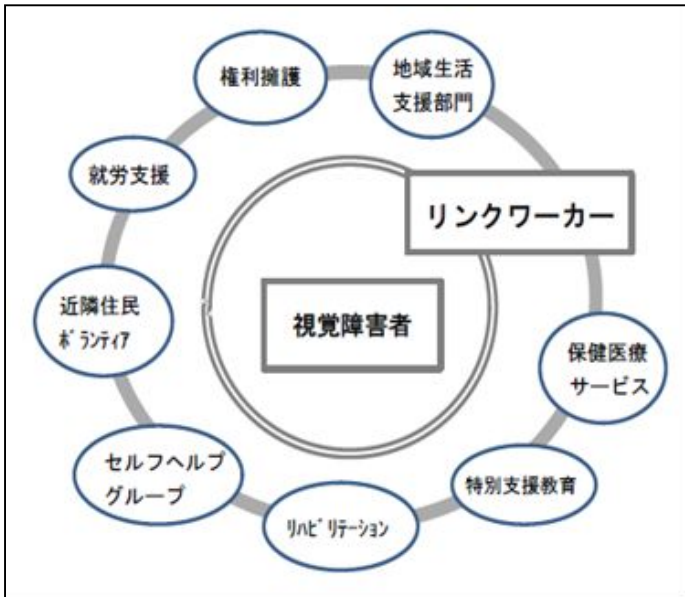 権利擁護
地域生活
支援部門
就労支援
リンクワーカー
近隣住民
ﾎﾞﾗﾝﾃｨｱ
視覚障害者
保健医療
サービス
セルフヘルプ
グループ
特別支援教育
ﾘﾊﾋﾞﾘﾃｰｼｮﾝ